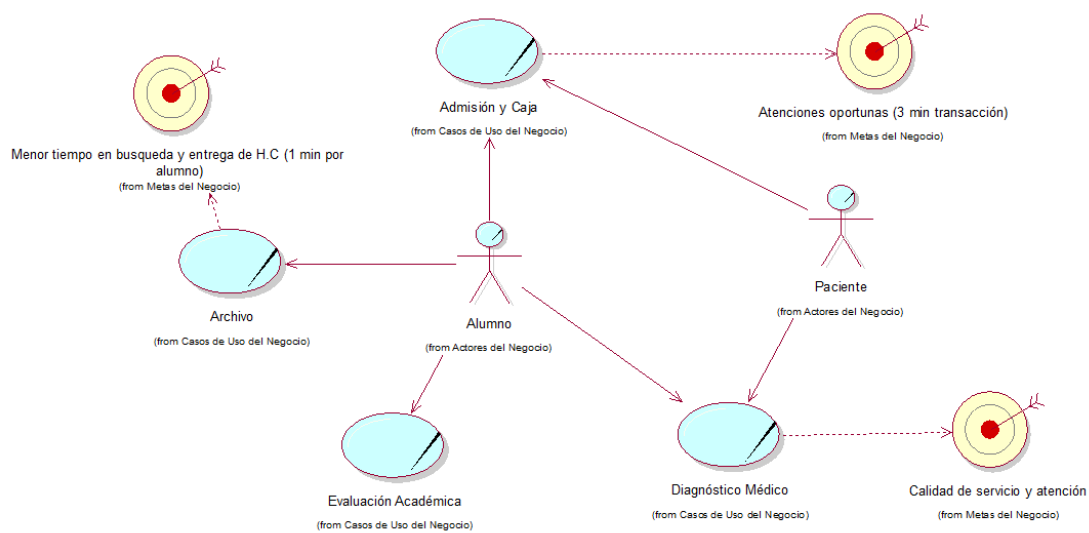 Admisión y Caja
(from Casos de Uso del Negocio)
Atenciones oportunas (3 min transacción)
(from Metas del Negocio)
Menor tiempo en busqueda y entrega de H.C (1 min por
alumno)
(from Metas del Negocio)
Archivo
(from Casos de Uso del Negocio)
Alumno
(from Actores del Negocio)
Paciente
(from Actores del Negocio)
Evaluación Académica
(from Casos de Uso del Negocio)
Diagnóstico Médico
(from Casos de Uso del Negocio)
Calidad de servicio y atención
(from Metas del Negocio)